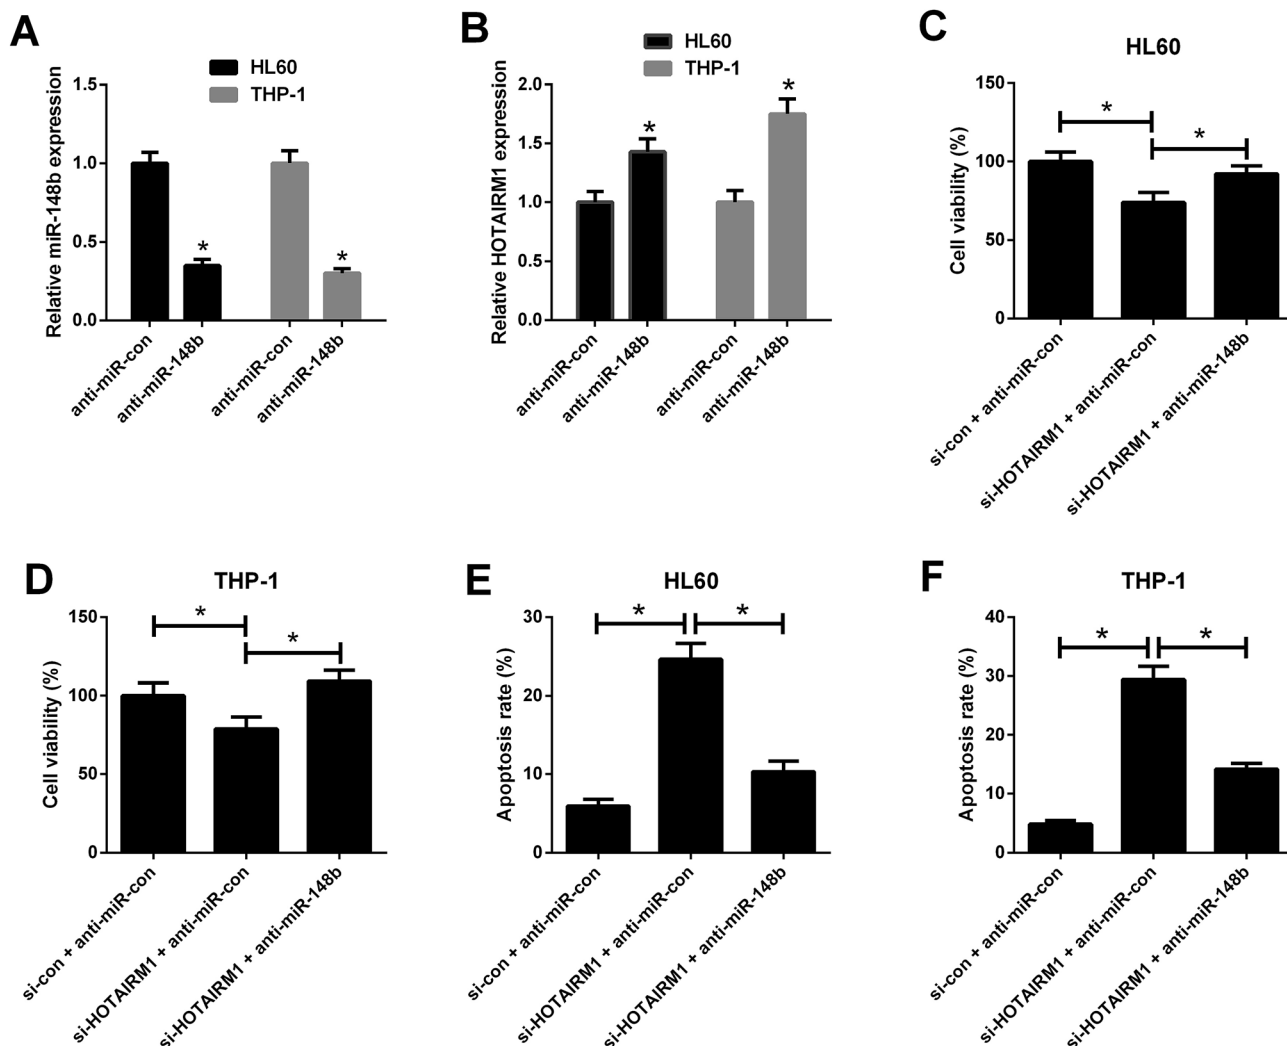 A
HL60
THP-1
Relative miR-148b expression
1.5
1.0
0.5
0.0
*
*
anti-miR-con
anti-miR-148b
anti-miR-con
anti-miR-148b
B
HL60
THP-1
Relative HOTAIRM1 expression
2.0
1.5
1.0
0.5
0.0
*
*
anti-miR-con
anti-miR-148b
anti-miR-con
anti-miR-148b
C
HL60
Cell viability (%)
150
100
50
0
*
*
si-con + anti-miR-con
si-HOTAIRM1 + anti-miR-con
si-HOTAIRM1 + anti-miR-148b
D
THP-1
Cell viability (%)
150
100
50
0
*
*
si-con + anti-miR-con
si-HOTAIRM1 + anti-miR-con
si-HOTAIRM1 + anti-miR-148b
E
HL60
Apoptosis rate (%)
30
20
10
0
*
*
si-con + anti-miR-con
si-HOTAIRM1 + anti-miR-con
si-HOTAIRM1 + anti-miR-148b
F
THP-1
Apoptosis rate (%)
40
30
20
10
0
*
*
si-con + anti-miR-con
si-HOTAIRM1 + anti-miR-con
si-HOTAIRM1 + anti-miR-148b